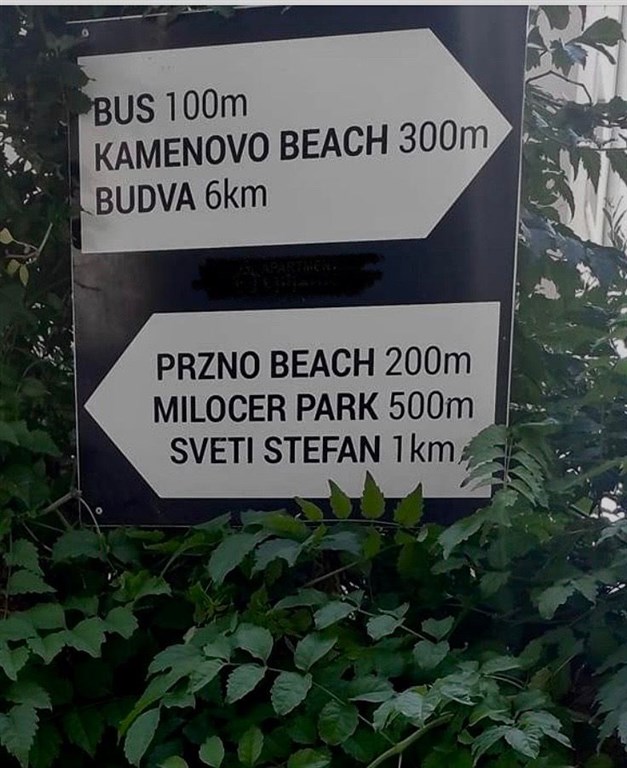 BUS 100m
KAMENOVO BEACH 300m
BUDVA 6km
PRZNO BEACH 200m
MILOCER PARK 500m
SVETI STEFAN 1km